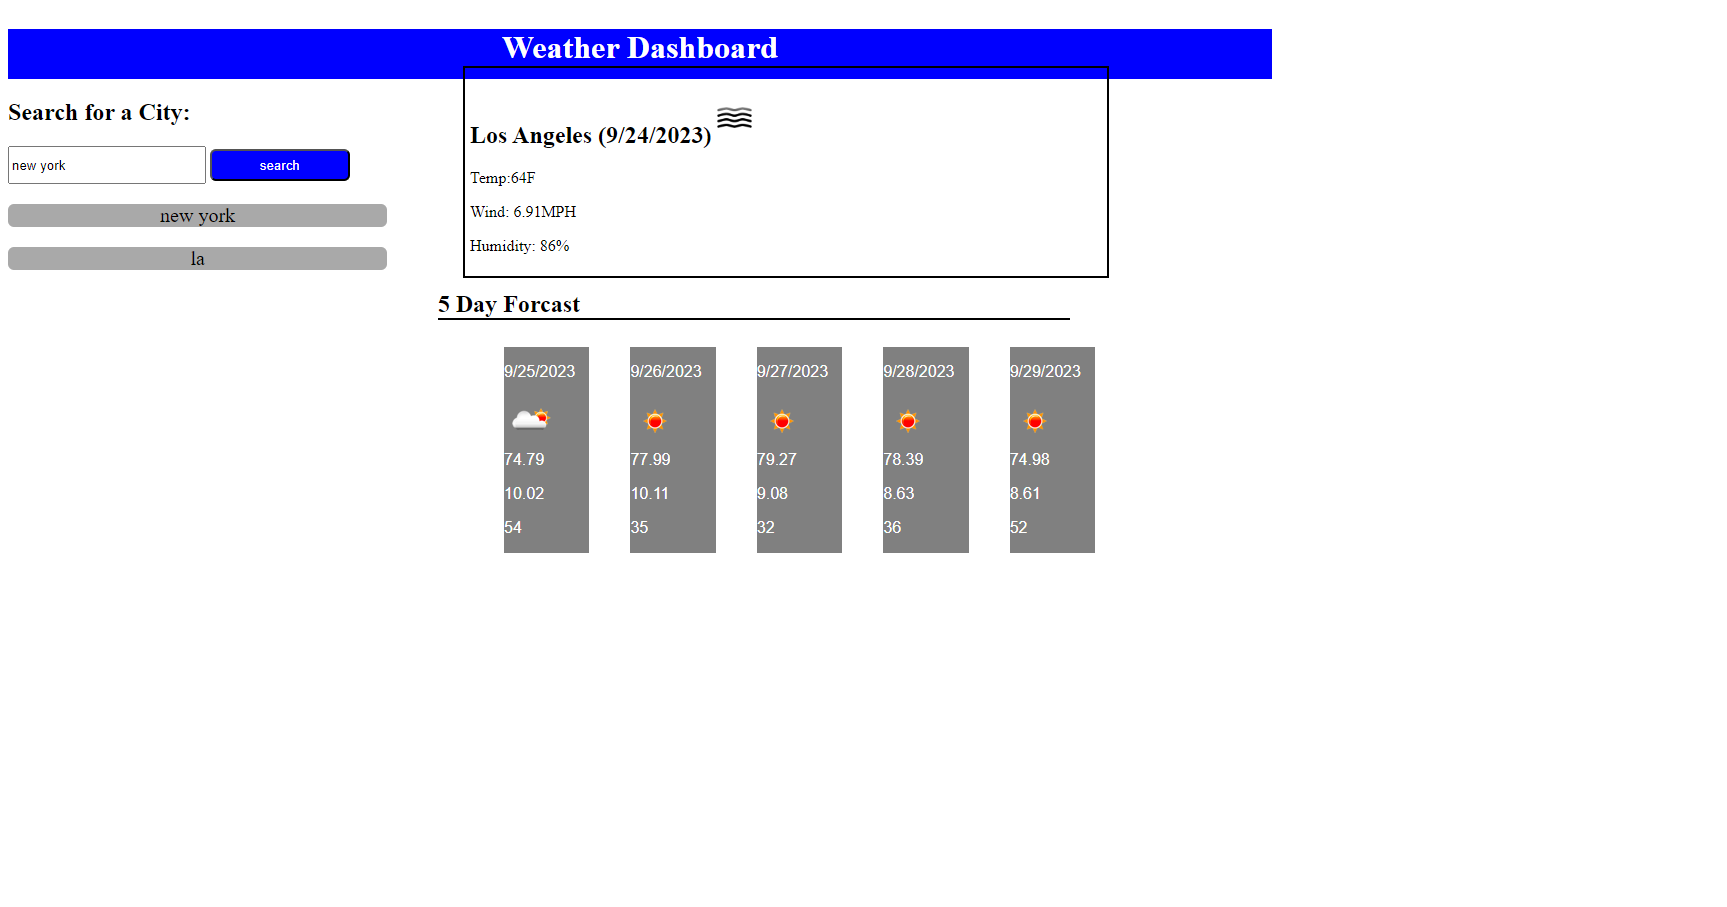 Weather Dashboard
Search for a City:
new york
search
new york
la
Los Angeles (9/24/2023)
Temp:64F
Wind: 6.91MPH
Humidity: 86%
5 Day Forcast
9/25/2023 9/26/2023 9/27/2023 9/28/2023 9/29/2023
74.79 77.99 79.27 78.39 74.98
10.02 10.11 9.08 8.63 8.61
54 35 32 36 52